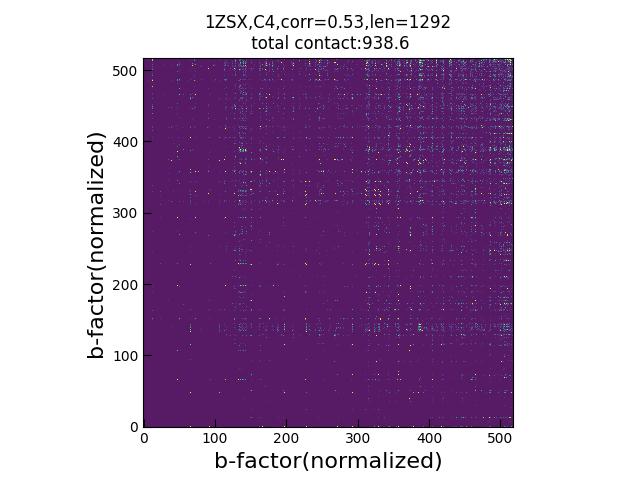 1ZSX,C4,corr=0.53,len=1292
total contact:938.6
b-factor(normalized)
500
400
300
200
100
0
0 100 200 300 400 500
b-factor(normalized)